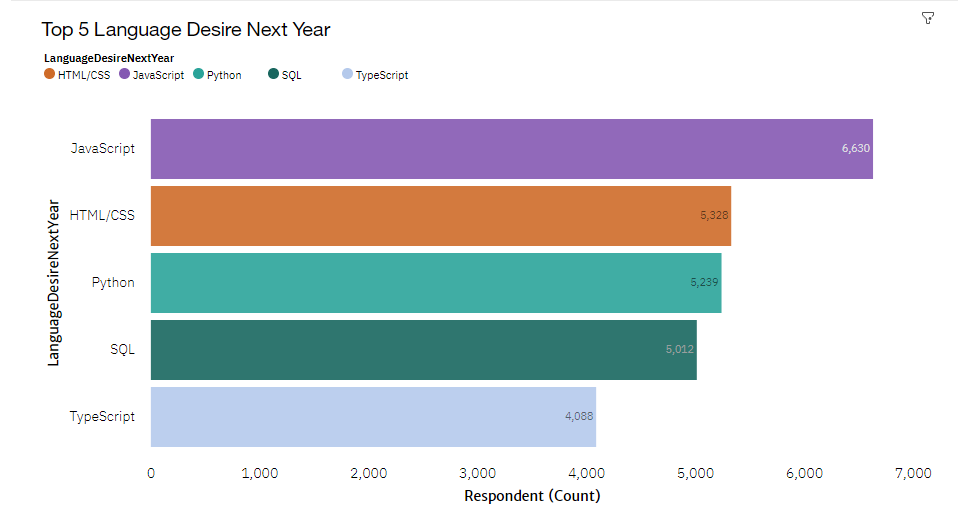 Top 5 Language Desire Next Year
LanguageDesireNextYear
HTML/CSS JavaScript Python SQL TypeScript
LanguageDesireNextYear
JavaScript 6,630
HTML/CSS 5,328
Python 5,239
SQL 5,012
TypeScript 4,088
0 1,000 2,000 3,000 4,000 5,000 6,000 7,000
Respondent (Count)